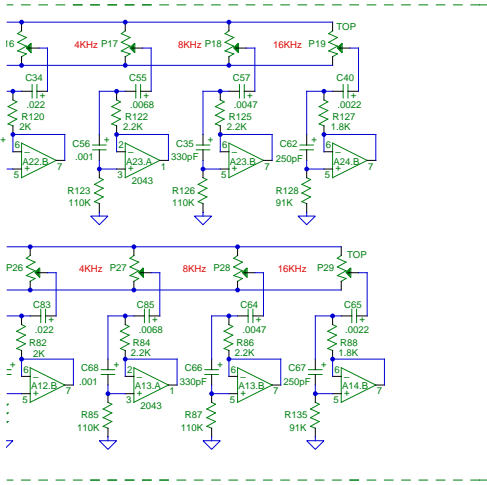 TOP
16
4KHz
P17
8KHz
P18
16KHz
P19
C34
.022
R120
2K
C55
.0068
R122
2.2K
C57
.0047
R125
2.2K
C40
.0022
R127
1.8K
C56
.001
C35
330pF
C62
250pF
6
5
7
A22.B
2
3
1
A23.A
2043
6
5
7
A23.B
6
5
7
A24.B
R123
110K
R126
110K
R128
91K
TOP
P26
4KHz
P27
8KHz
P28
16KHz
P29
C83
.022
R82
2K
C85
.0068
R84
2.2K
C64
.0047
R86
2.2K
C65
.0022
R88
1.8K
C68
.001
C66
330pF
C67
250pF
6
5
7
A12.B
2
3
1
A13.A
2043
6
5
7
A13.B
6
5
7
A14.B
R85
110K
R87
110K
R135
91K